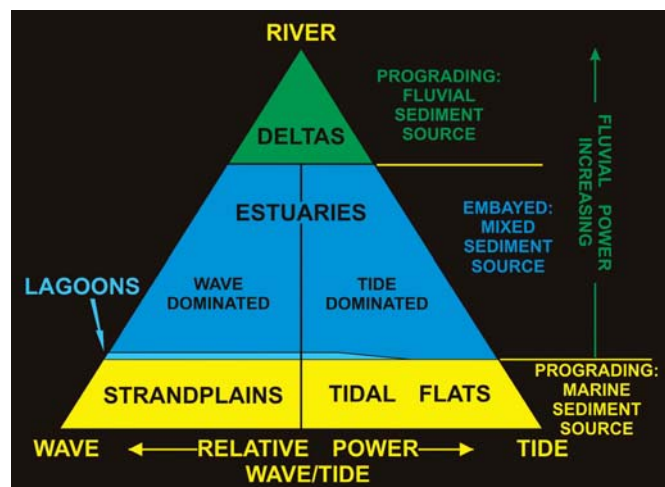 RIVER
PROGRADING:
FLUVIAL
SEDIMENT
SOURCE
DELTAS
FLUVIAL POWER
INCREASING
ESTUARIES
EMBAYED:
MIXED
SEDIMENT
SOURCE
LAGOONS
WAVE
DOMINATED
TIDE
DOMINATED
STRANDPLAINS
TIDAL FLATS
PROGRADING:
MARINE
SEDIMENT
SOURCE
WAVE
RELATIVE POWER
WAVE/TIDE
TIDE